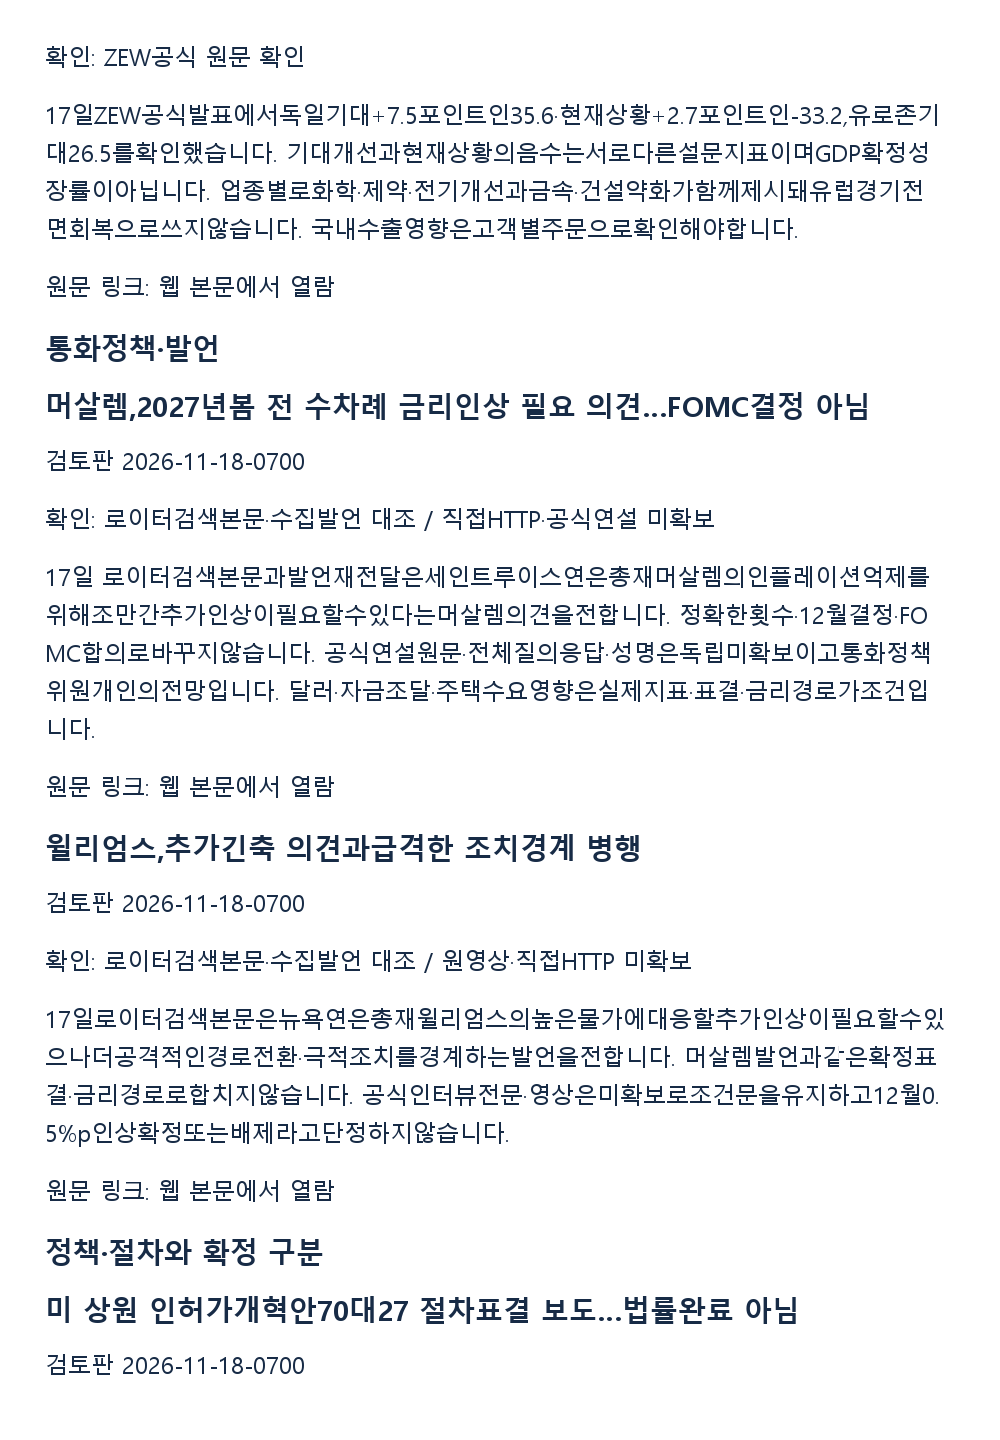 확인: ZEW공식 원문 확인
17일ZEW공식발표에서독일기대+7.5포인트인35.6·현재상황+2.7포인트인-33.2,유로존기
대26.5를확인했습니다. 기대개선과현재상황의음수는서로다른설문지표이며GDP확정성
장률이아닙니다. 업종별로화학·제약·전기개선과금속·건설약화가함께제시돼유럽경기전
면회복으로쓰지않습니다. 국내수출영향은고객별주문으로확인해야합니다.
원문 링크: 웹 본문에서 열람
통화정책·발언
머살렘,2027년봄 전 수차례 금리인상 필요 의견...FOMC결정 아님
검토판 2026-11-18-0700
확인: 로이터검색본문·수집발언 대조 / 직접HTTP·공식연설 미확보
17일 로이터검색본문과발언재전달은세인트루이스연은총재머살렘의인플레이션억제를
위해조만간추가인상이필요할수있다는머살렘의견을전합니다. 정확한횟수·12월결정·FO
MC합의로바꾸지않습니다. 공식연설원문·전체질의응답·성명은독립미확보이고통화정책
위원개인의전망입니다. 달러·자금조달·주택수요영향은실제지표·표결·금리경로가조건입
니다.
원문 링크: 웹 본문에서 열람
윌리엄스,추가긴축 의견과급격한 조치경계 병행
검토판 2026-11-18-0700
확인: 로이터검색본문·수집발언 대조 / 원영상·직접HTTP 미확보
17일로이터검색본문은뉴욕연은총재윌리엄스의높은물가에대응할추가인상이필요할수있
으나더공격적인경로전환·극적조치를경계하는발언을전합니다. 머살렘발언과같은확정표
결·금리경로로합치지않습니다. 공식인터뷰전문·영상은미확보로조건문을유지하고12월0.
5%p인상확정또는배제라고단정하지않습니다.
원문 링크: 웹 본문에서 열람
정책·절차와 확정 구분
미 상원 인허가개혁안70대27 절차표결 보도...법률완료 아님
검토판 2026-11-18-0700